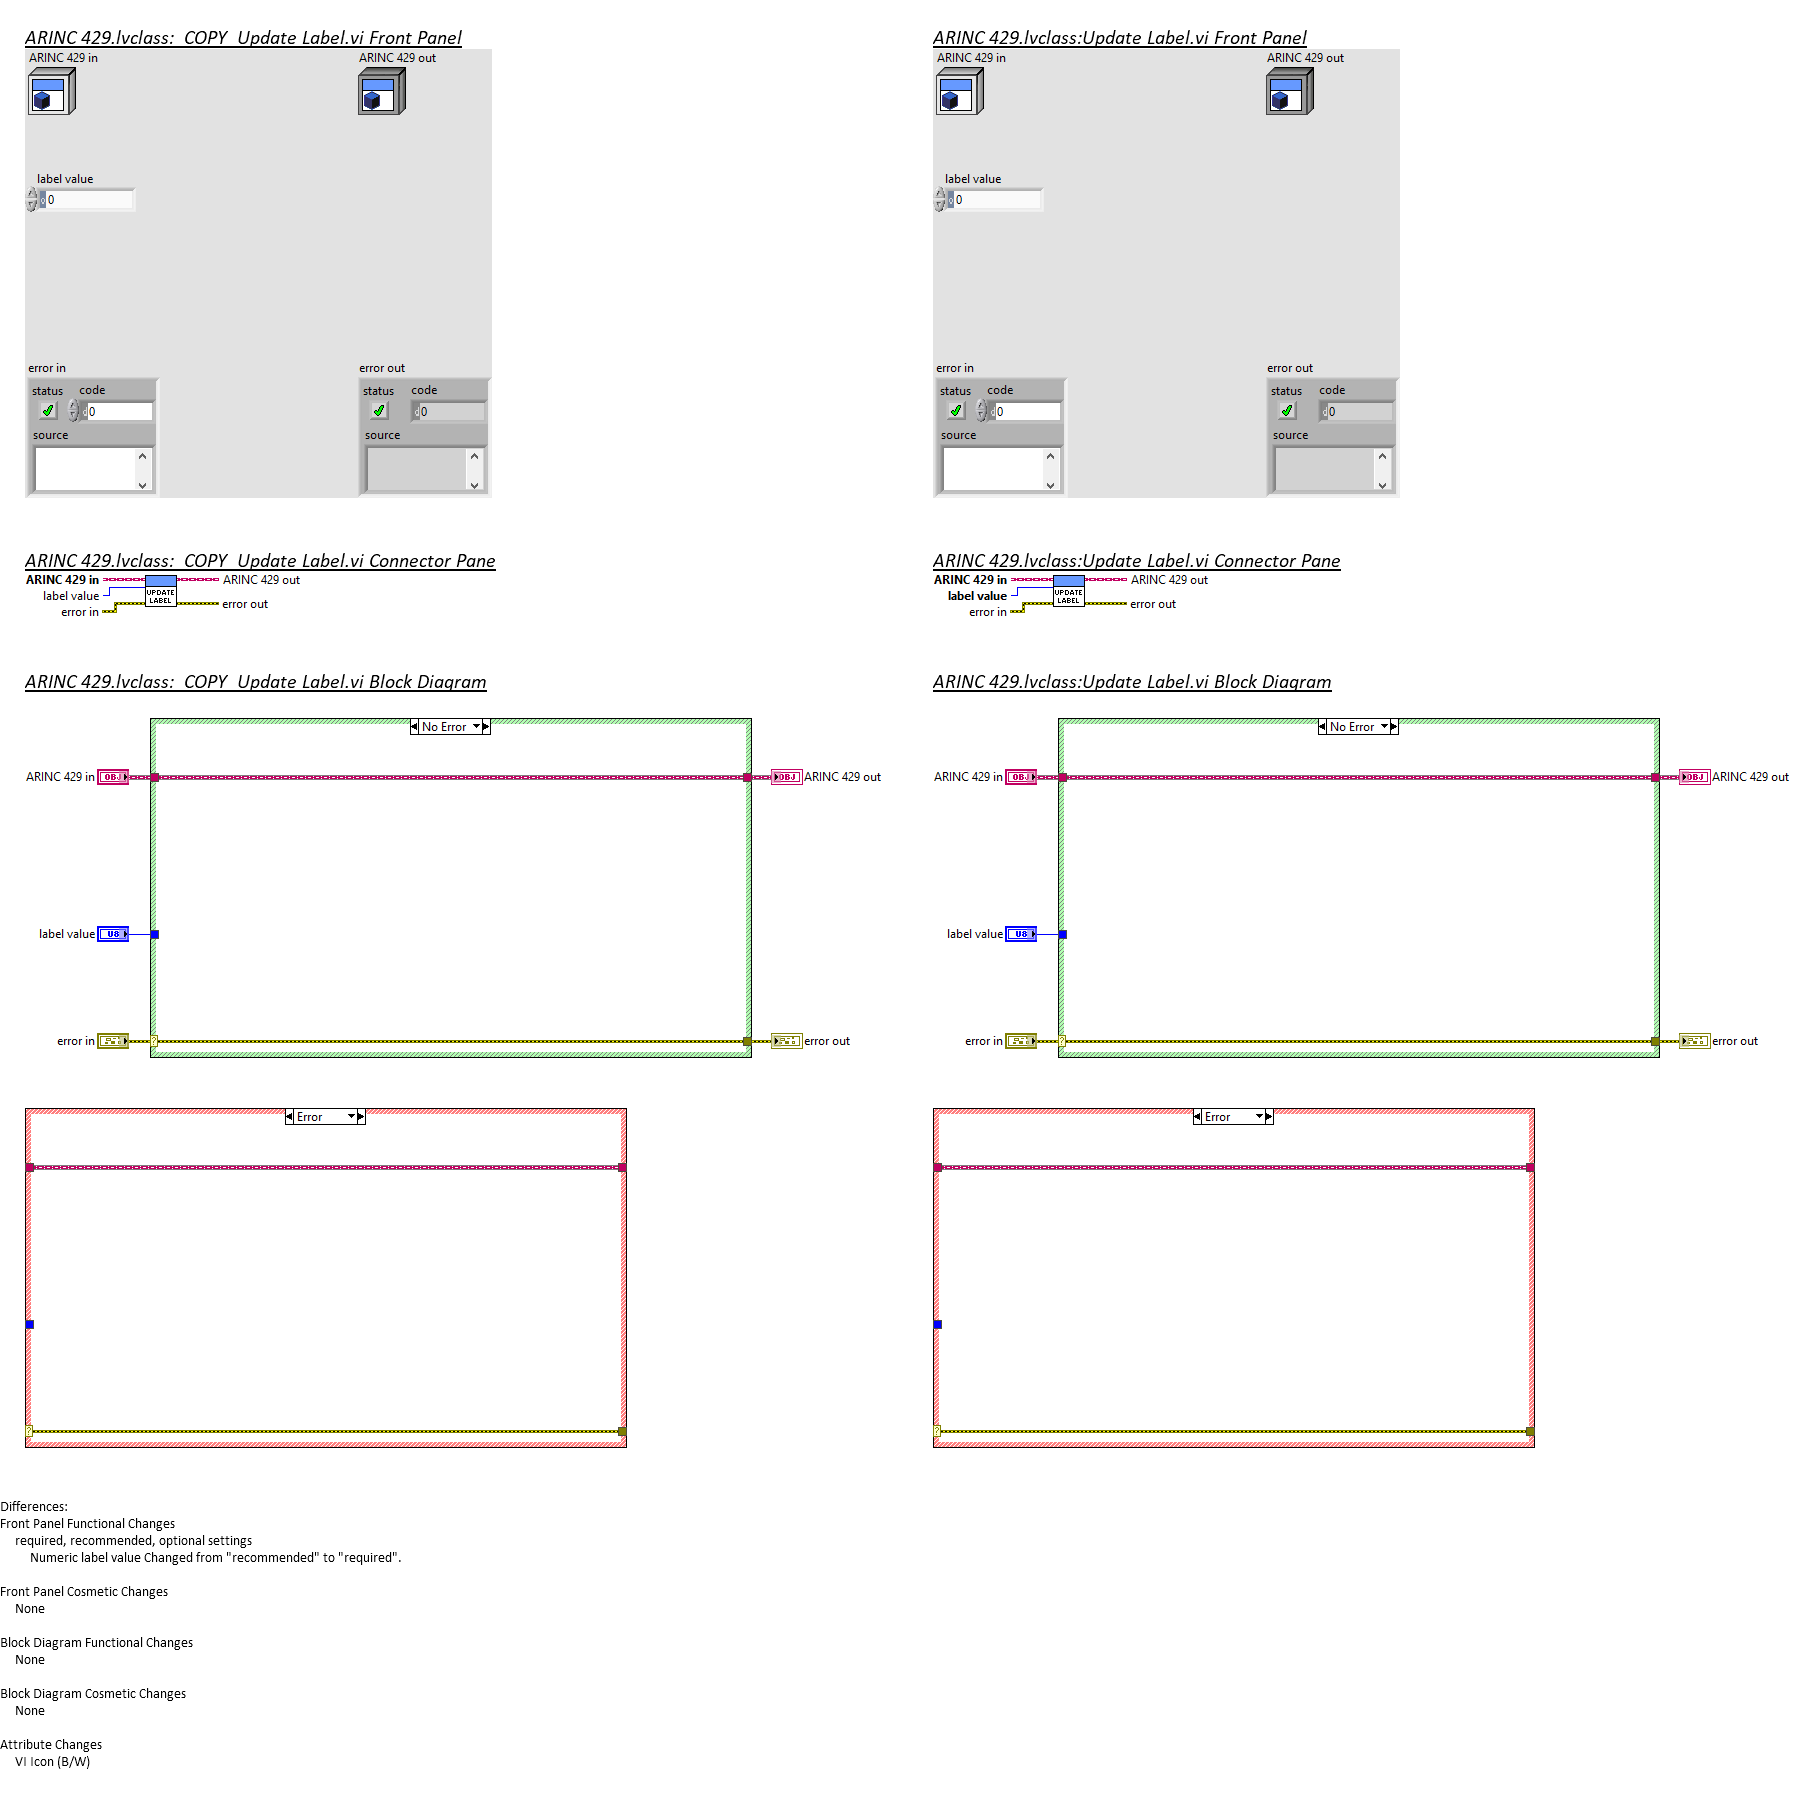 ARINC 429.lvclass:  COPY  Update Label.vi Front Panel
ARINC 429 in
ARINC 429 out
label value
0
error in
status
code
d
0
source
error out
status
code
d
0
source
ARINC 429.lvclass:Update Label.vi Front Panel
ARINC 429 in
ARINC 429 out
label value
0
error in
status
code
d
0
source
error out
status
code
d
0
source
ARINC 429.lvclass:  COPY  Update Label.vi Connector Pane
ARINC 429 in
label value
error in
UPDATE
LABEL
ARINC 429 out
error out
ARINC 429.lvclass:Update Label.vi Connector Pane
ARINC 429 in
label value
error in
UPDATE
LABEL
ARINC 429 out
error out
ARINC 429.lvclass:  COPY  Update Label.vi Block Diagram
No Error
ARINC 429 in
OBJ
OBJ
ARINC 429 out
label value
U8
error in
?
error out
Error
?
ARINC 429.lvclass:Update Label.vi Block Diagram
No Error
ARINC 429 in
OBJ
OBJ
ARINC 429 out
label value
U8
error in
?
error out
Error
?
Differences:
Front Panel Functional Changes
required, recommended, optional settings
Numeric label value Changed from "recommended" to "required".
Front Panel Cosmetic Changes
None
Block Diagram Functional Changes
None
Block Diagram Cosmetic Changes
None
Attribute Changes
VI Icon (B/W)